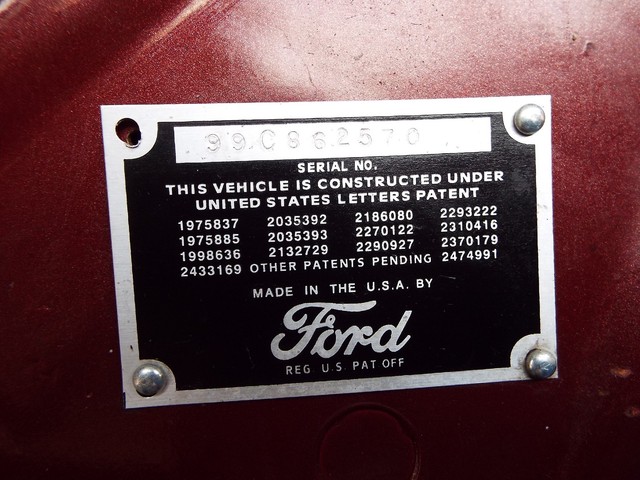 99CS862570
SERIAL NO.
THIS VEHICLE IS CONSTRUCTED UNDER
UNITED STATES LETTERS PATENT
1975837 2035392 2186080 2293222
1975885 2035393 2270122 2310416
1998636 2132729 2290927 2370179
2433169 OTHER PATENTS PENDING 2474991
MADE IN THE U.S.A. BY
Ford
REG U.S. PAT OFF